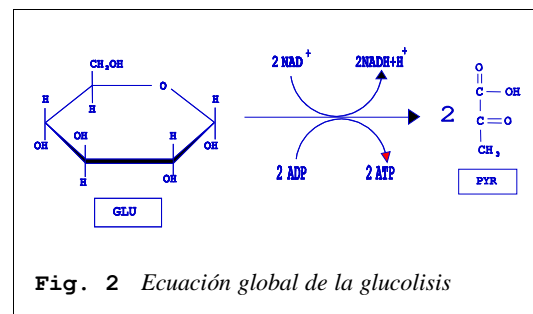 CH₂OH
O
H
H
H
OH
OH
H
OH
H
OH
GLU
2 NAD⁺
2NADH+H⁺
2 ADP
2 ATP
2
O
C
OH
C
O
CH₃
PYR
Fig. 2 Ecuación global de la glucolisis